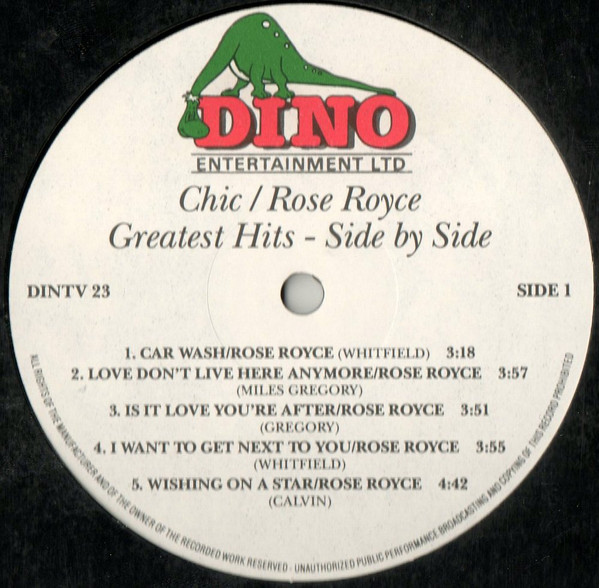 DINO
ENTERTAINMENT LTD
Chic / Rose Royce
Greatest Hits - Side by Side
DINTV 23
SIDE 1
1. CAR WASH/ROSE ROYCE (WHITFIELD) 3:18
2. LOVE DON'T LIVE HERE ANYMORE/ROSE ROYCE 3:57
(MILES GREGORY)
3. IS IT LOVE YOU'RE AFTER/ROSE ROYCE 3:51
(GREGORY)
4. I WANT TO GET NEXT TO YOU/ROSE ROYCE 3:55
(WHITFIELD)
5. WISHING ON A STAR/ROSE ROYCE 4:42
(CALVIN)
ALL RIGHTS OF THE MANUFACTURER AND OF THE OWNER OF THE RECORDED WORK RESERVED - UNAUTHORIZED PUBLIC PERFORMANCE BROADCASTING AND COPYING OF THIS RECORD PROHIBITED